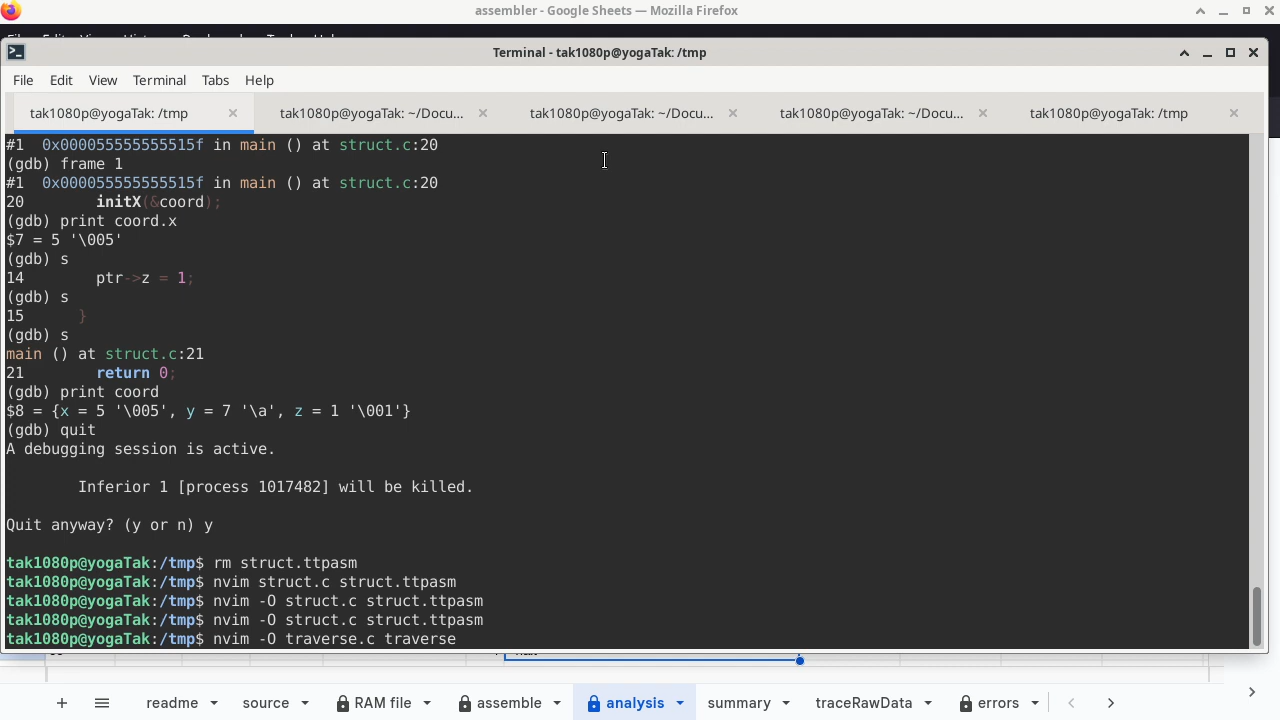 assembler - Google Sheets — Mozilla Firefox
Terminal - tak1080p@yogaTak: /tmp
File Edit View Terminal Tabs Help
tak1080p@yogaTak: /tmp tak1080p@yogaTak: ~/Docu... tak1080p@yogaTak: ~/Docu... tak1080p@yogaTak: ~/Docu... tak1080p@yogaTak: /tmp
#1  0x000055555555515f in main () at struct.c:20
(gdb) frame 1
#1  0x000055555555515f in main () at struct.c:20
20        initX(&coord);
(gdb) print coord.x
$7 = 5 '\005'
(gdb) s
14        ptr->z = 1;
(gdb) s
15      }
(gdb) s
main () at struct.c:21
21        return 0;
(gdb) print coord
$8 = {x = 5 '\005', y = 7 '\a', z = 1 '\001'}
(gdb) quit
A debugging session is active.
Inferior 1 [process 1017482] will be killed.
Quit anyway? (y or n) y
tak1080p@yogaTak:/tmp$ rm struct.ttpasm
tak1080p@yogaTak:/tmp$ nvim struct.c struct.ttpasm
tak1080p@yogaTak:/tmp$ nvim -O struct.c struct.ttpasm
tak1080p@yogaTak:/tmp$ nvim -O struct.c struct.ttpasm
tak1080p@yogaTak:/tmp$ nvim -O traverse.c traverse
readme source RAM file assemble analysis summary traceRawData errors